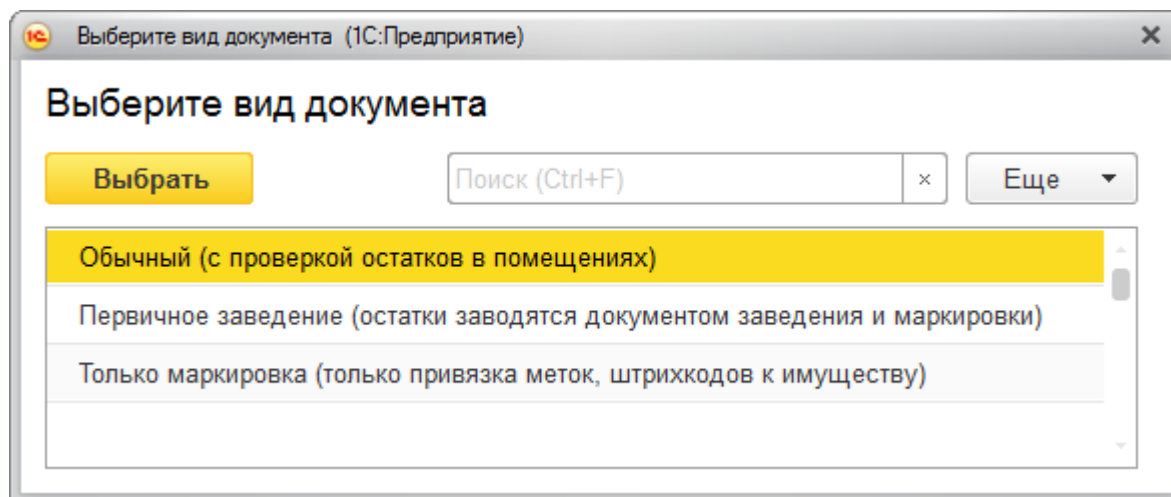 1С Выберите вид документа (1С:Предприятие)
Выберите вид документа
Выбрать Поиск (Ctrl+F) × Еще
Обычный (с проверкой остатков в помещениях)
Первичное заведение (остатки заводятся документом заведения и маркировки)
Только маркировка (только привязка меток, штрихкодов к имуществу)